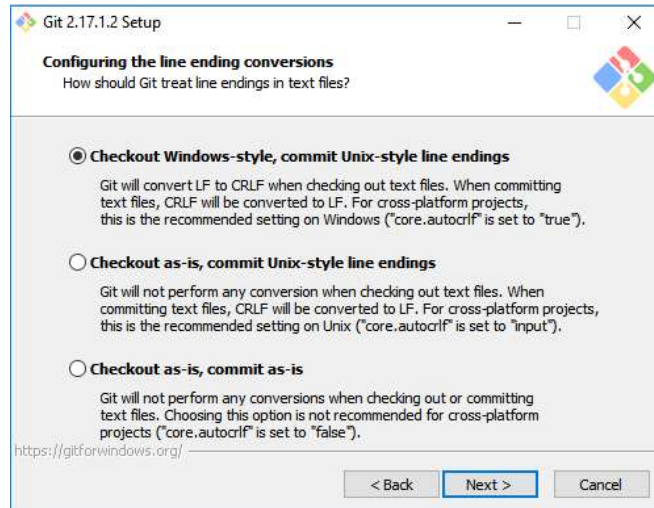 Git 2.17.1.2 Setup
Configuring the line ending conversions
How should Git treat line endings in text files?
Checkout Windows-style, commit Unix-style line endings
Git will convert LF to CRLF when checking out text files. When committing
text files, CRLF will be converted to LF. For cross-platform projects,
this is the recommended setting on Windows ("core.autocrlf" is set to "true").
Checkout as-is, commit Unix-style line endings
Git will not perform any conversion when checking out text files. When
committing text files, CRLF will be converted to LF. For cross-platform projects,
this is the recommended setting on Unix ("core.autocrlf" is set to "input").
Checkout as-is, commit as-is
Git will not perform any conversions when checking out or committing
text files. Choosing this option is not recommended for cross-platform
projects ("core.autocrlf" is set to "false").
https://gitforwindows.org/
< Back Next > Cancel